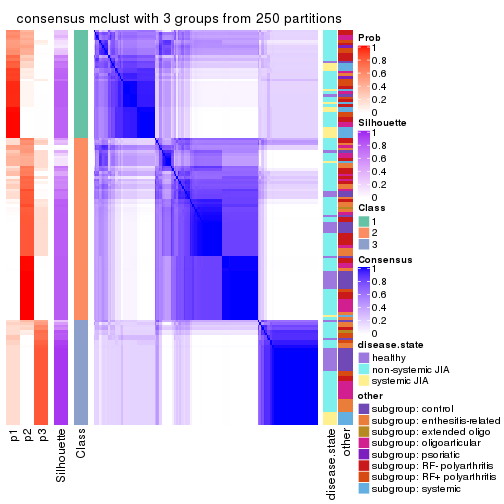 consensus mclust with 3 groups from 250 partitions
Prob
1
0.8
0.6
0.4
0.2
0
Silhouette
1
0.8
0.6
0.4
0.2
0
Class
1
2
3
Consensus
1
0.8
0.6
0.4
0.2
0
disease.state
healthy
non-systemic JIA
systemic JIA
other
subgroup: control
subgroup: enthesitis-related
subgroup: extended oligo
subgroup: oligoarticular
subgroup: psoriatic
subgroup: RF- polyarthritis
subgroup: RF+ polyarthritis
subgroup: systemic
p1
p2
p3
Silhouette
Class
disease.state
other